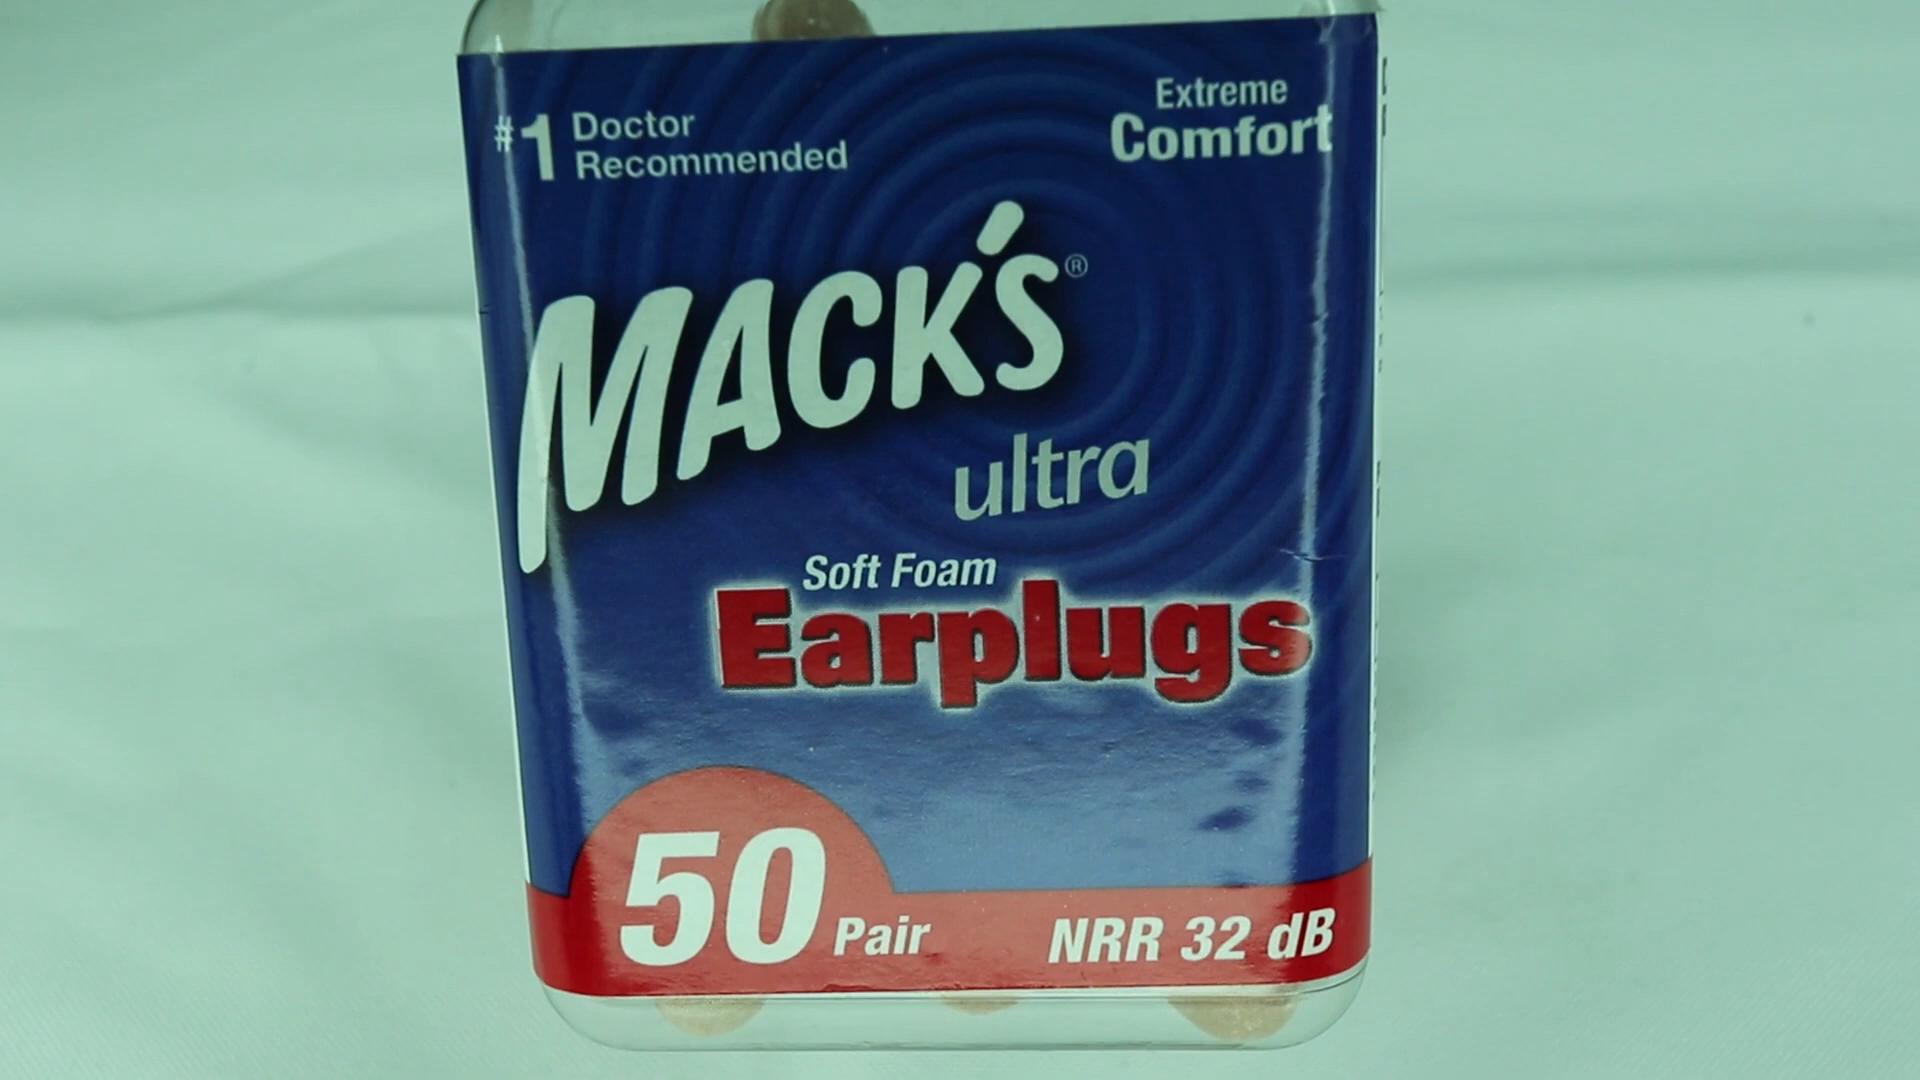 #1 Doctor
Recommended
Extreme
Comfort
MACK'S®
ultra
Soft Foam
Earplugs
50 Pair
NRR 32 dB